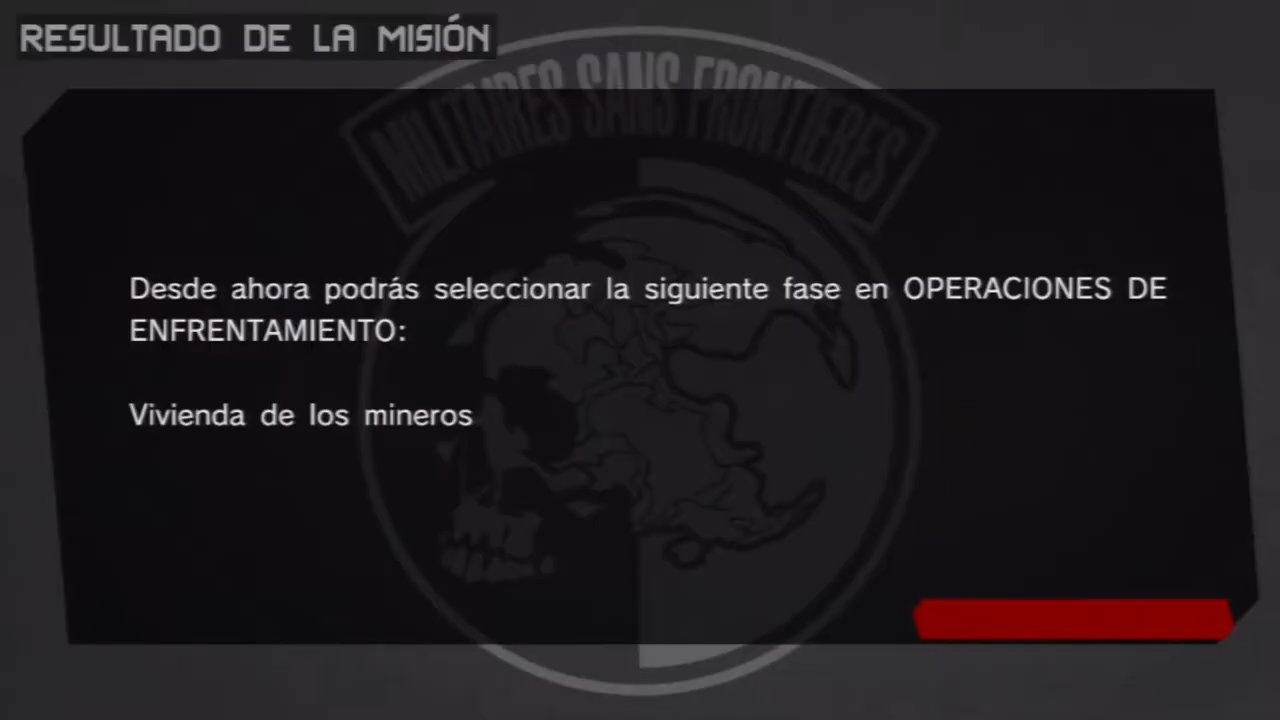 RESULTADO DE LA MISIÓN
MILITAIRES SANS FRONTIERES
Desde ahora podrás seleccionar la siguiente fase en OPERACIONES DE
ENFRENTAMIENTO:
Vivienda de los mineros